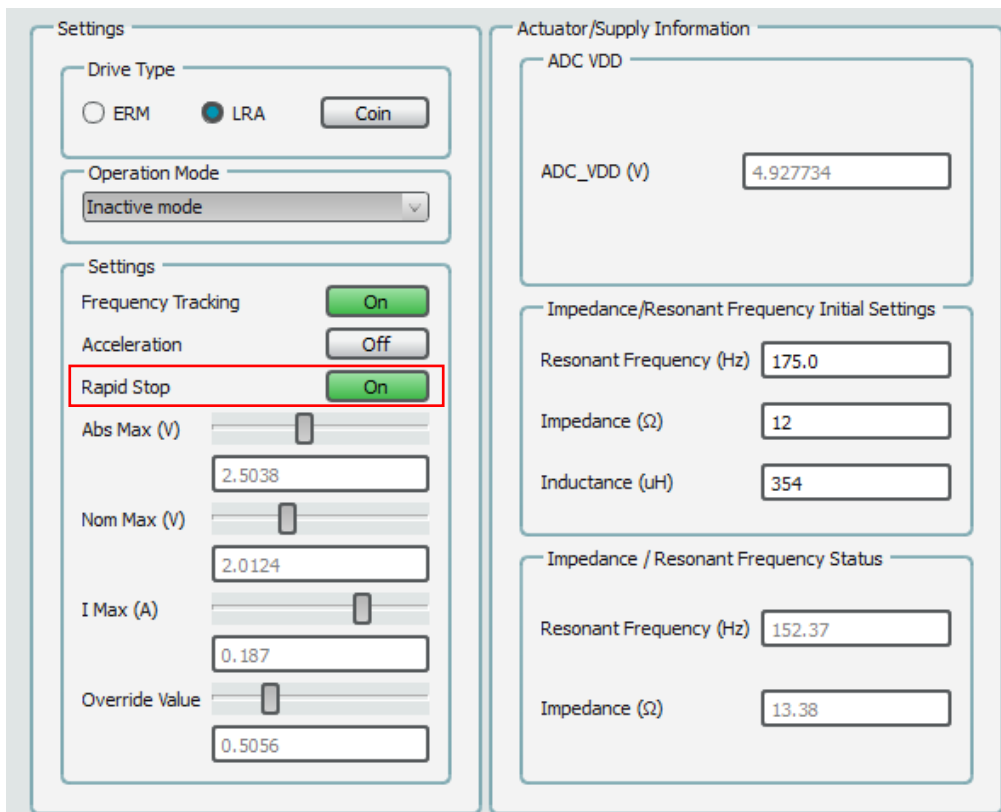 Settings
Drive Type
ERM LRA Coin
Operation Mode
Inactive mode
Settings
Frequency Tracking On
Acceleration Off
Rapid Stop On
Abs Max (V)
2.5038
Nom Max (V)
2.0124
I Max (A)
0.187
Override Value
0.5056
Actuator/Supply Information
ADC VDD
ADC_VDD (V) 4.927734
Impedance/Resonant Frequency Initial Settings
Resonant Frequency (Hz) 175.0
Impedance (Ω) 12
Inductance (uH) 354
Impedance / Resonant Frequency Status
Resonant Frequency (Hz) 152.37
Impedance (Ω) 13.38